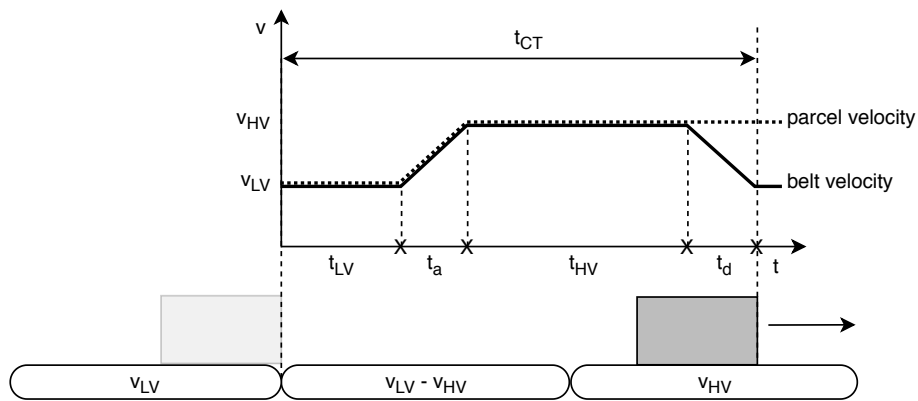 v
t_CT
v_HV
parcel velocity
v_LV
belt velocity
X X X X
t_LV t_a t_HV t_d t
v_LV v_LV - v_HV v_HV